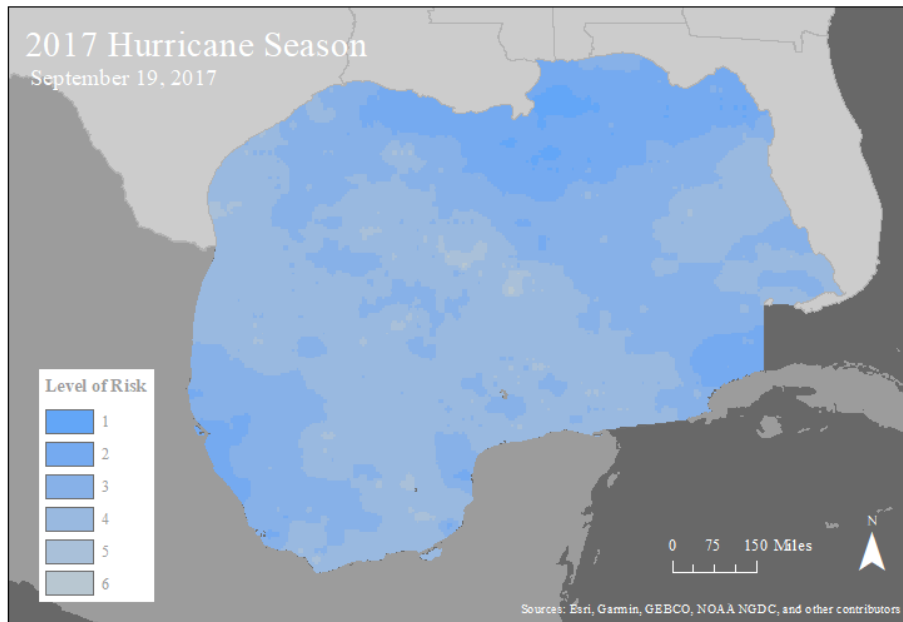 2017 Hurricane Season
September 19, 2017
Level of Risk
1
2
3
4
5
6
N
0 75 150 Miles
Sources: Esri, Garmin, GEBCO, NOAA NGDC, and other contributors